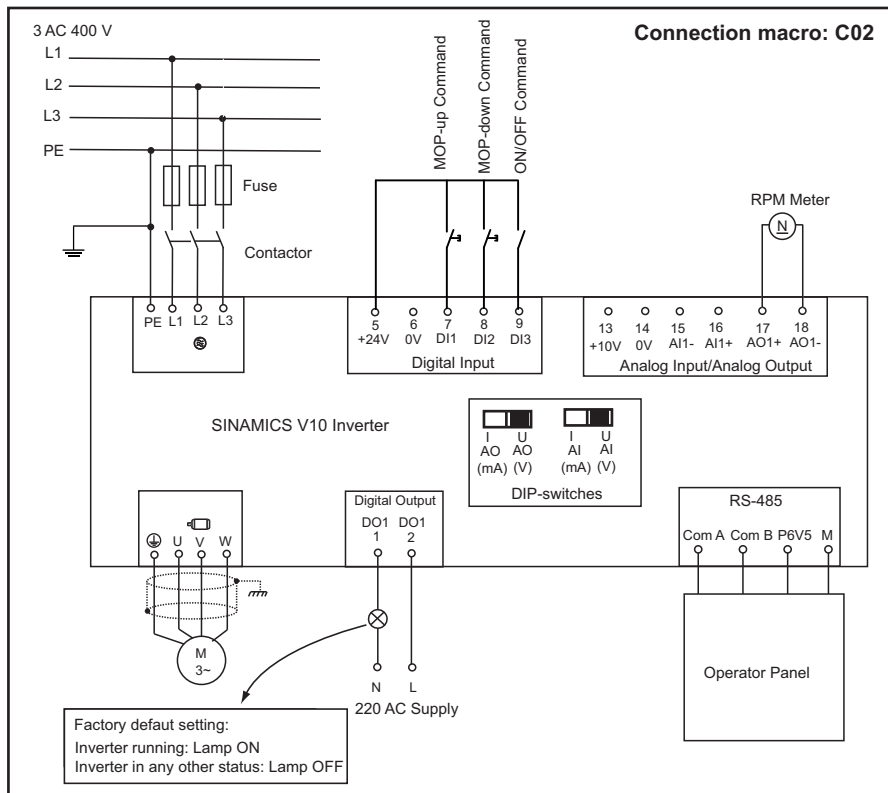 Connection macro: C02
3 AC 400 V
L1
L2
L3
PE
Fuse
Contactor
MOP-up Command
MOP-down Command
ON/OFF Command
RPM Meter
N
PE L1 L2 L3
5 6 7 8 9
+24V 0V DI1 DI2 DI3
Digital Input
13 14 15 16 17 18
+10V 0V AI1- AI1+ AO1+ AO1-
Analog Input/Analog Output
SINAMICS V10 Inverter
I U I U
AO AO AI AI
(mA) (V) (mA) (V)
DIP-switches
U V W
M
3~
Digital Output
DO1 DO1
1 2
N L
220 AC Supply
RS-485
Com A Com B P6V5 M
Operator Panel
Factory defaut setting:
Inverter running: Lamp ON
Inverter in any other status: Lamp OFF